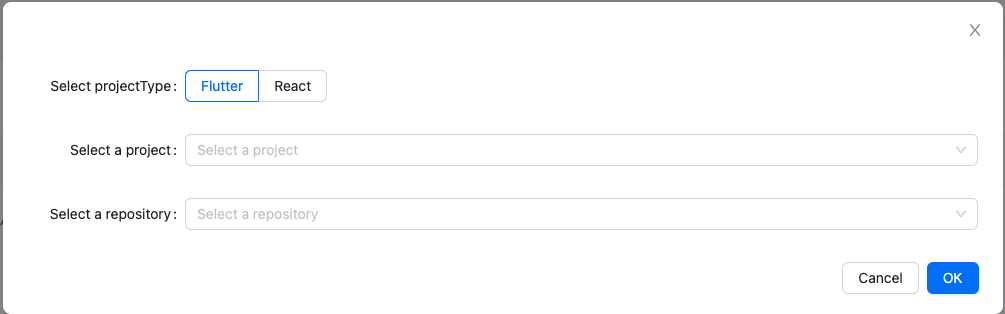 Select projectType: Flutter React
Select a project: Select a project
Select a repository: Select a repository
Cancel OK